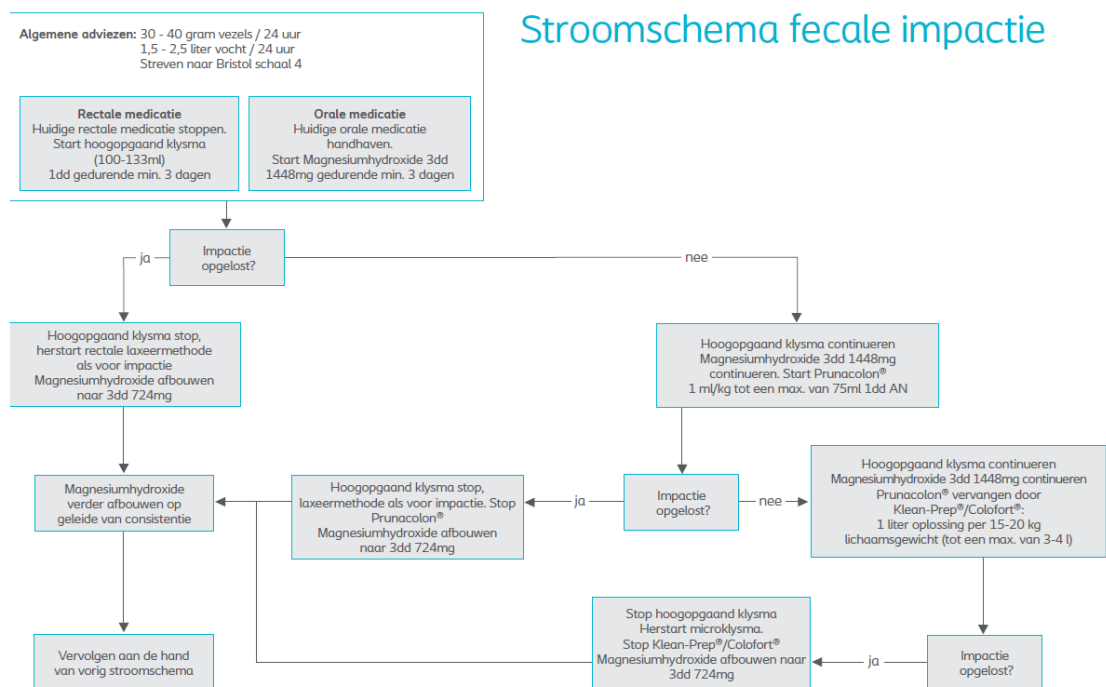 Stroomschema fecale impactie
Algemene adviezen: 30 - 40 gram vezels / 24 uur
1,5 - 2,5 liter vocht / 24 uur
Streven naar Bristol schaal 4
Rectale medicatie
Huidige rectale medicatie stoppen.
Start hoogopgaand klysma
(100-133ml)
1dd gedurende min. 3 dagen
Orale medicatie
Huidige orale medicatie
handhaven.
Start Magnesiumhydroxide 3dd
1448mg gedurende min. 3 dagen
Impactie
opgelost?
ja
nee
Hoogopgaand klysma stop,
herstart rectale laxeermethode
als voor impactie
Magnesiumhydroxide afbouwen
naar 3dd 724mg
Hoogopgaand klysma continueren
Magnesiumhydroxide 3dd 1448mg
continueren. Start Prunacolon®
1 ml/kg tot een max. van 75ml 1dd AN
Magnesiumhydroxide
verder afbouwen op
geleide van consistentie
Hoogopgaand klysma stop,
laxeermethode als voor impactie. Stop
Prunacolon®
Magnesiumhydroxide afbouwen
naar 3dd 724mg
ja
Impactie
opgelost?
nee
Hoogopgaand klysma continueren
Magnesiumhydroxide 3dd 1448mg continueren
Prunacolon® vervangen door
Klean-Prep®/Colofort®:
1 liter oplossing per 15-20 kg
lichaamsgewicht (tot een max. van 3-4 l)
Vervolgen aan de hand
van vorig stroomschema
Stop hoogopgaand klysma
Herstart microklysma.
Stop Klean-Prep®/Colofort®
Magnesiumhydroxide afbouwen naar
3dd 724mg
ja
Impactie
opgelost?